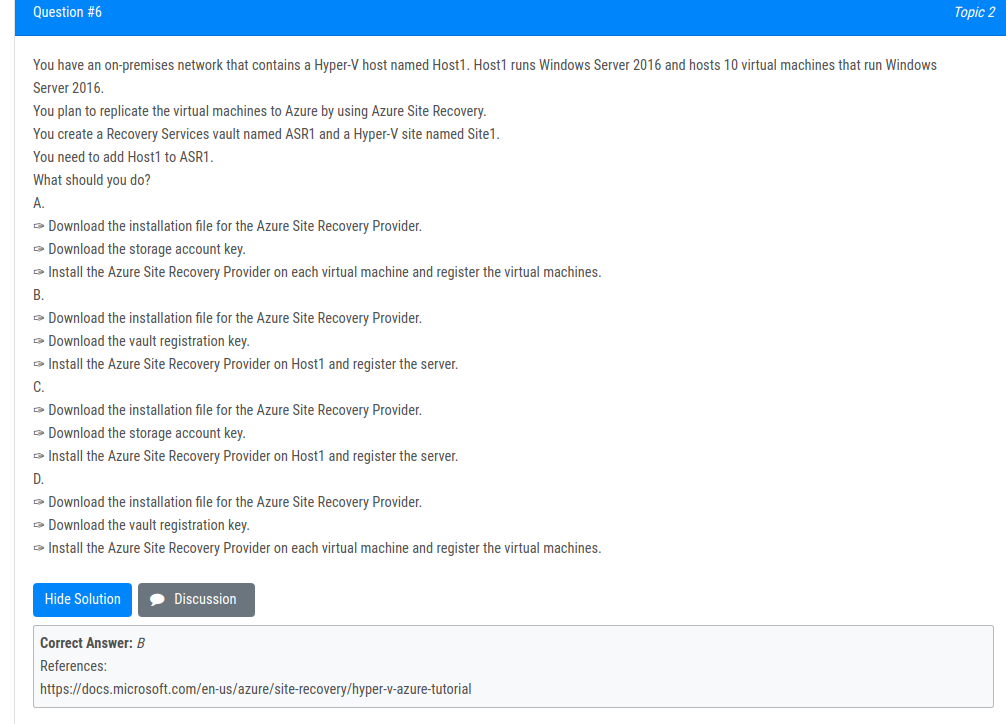 Question #6
Topic 2
You have an on-premises network that contains a Hyper-V host named Host1. Host1 runs Windows Server 2016 and hosts 10 virtual machines that run Windows
Server 2016.
You plan to replicate the virtual machines to Azure by using Azure Site Recovery.
You create a Recovery Services vault named ASR1 and a Hyper-V site named Site1.
You need to add Host1 to ASR1.
What should you do?
A.
✑ Download the installation file for the Azure Site Recovery Provider.
✑ Download the storage account key.
✑ Install the Azure Site Recovery Provider on each virtual machine and register the virtual machines.
B.
✑ Download the installation file for the Azure Site Recovery Provider.
✑ Download the vault registration key.
✑ Install the Azure Site Recovery Provider on Host1 and register the server.
C.
✑ Download the installation file for the Azure Site Recovery Provider.
✑ Download the storage account key.
✑ Install the Azure Site Recovery Provider on Host1 and register the server.
D.
✑ Download the installation file for the Azure Site Recovery Provider.
✑ Download the vault registration key.
✑ Install the Azure Site Recovery Provider on each virtual machine and register the virtual machines.
Hide Solution
Discussion
Correct Answer: B
References:
https://docs.microsoft.com/en-us/azure/site-recovery/hyper-v-azure-tutorial